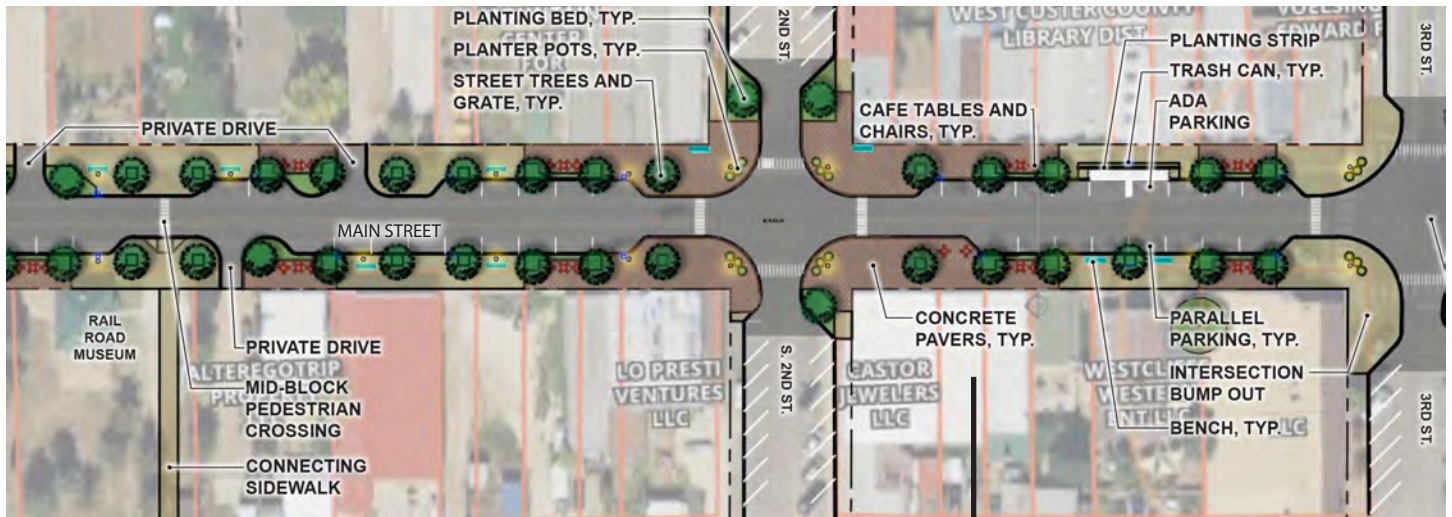 PLANTING BED, TYP.
PLANTER POTS, TYP.
STREET TREES AND
GRATE, TYP.
PRIVATE DRIVE
2ND ST.
WEST CUSTER COUNTY
LIBRARY DIST
CENTER
FOR
CAFE TABLES AND
CHAIRS, TYP.
PLANTING STRIP
TRASH CAN, TYP.
ADA
PARKING
3RD ST.
MAIN STREET
RAIL
ROAD
MUSEUM
PRIVATE DRIVE
ALTEREGOTRIP
MID-BLOCK
PEDESTRIAN
CROSSING
CONNECTING
SIDEWALK
LO PRESTI
VENTURES
LLC
S. 2ND ST.
CONCRETE
PAVERS, TYP.
CASTOR
JEWELERS
LLC
PARALLEL
PARKING, TYP.
INTERSECTION
BUMP OUT
BENCH, TYP.
3RD ST.